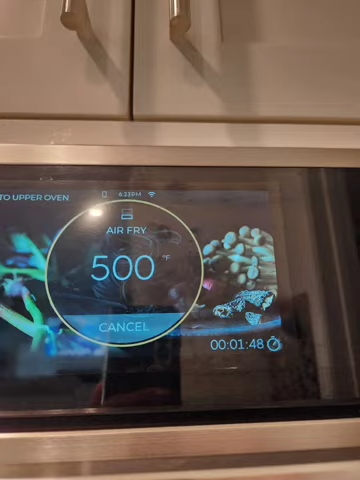 TO UPPER OVEN
6:23PM
AIR FRY
500 °F
CANCEL
00:01:48